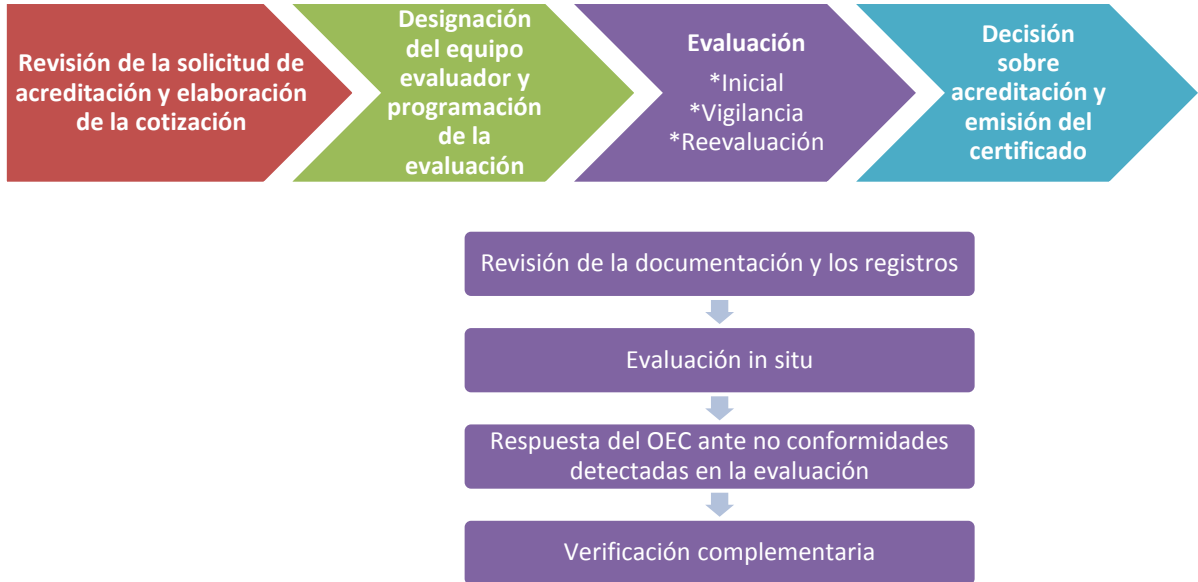 Revisión de la solicitud de
acreditación y elaboración
de la cotización
Designación
del equipo
evaluador y
programación
de la
evaluación
Evaluación
*Inicial
*Vigilancia
*Reevaluación
Decisión
sobre
acreditación y
emisión del
certificado
Revisión de la documentación y los registros
Evaluación in situ
Respuesta del OEC ante no conformidades
detectadas en la evaluación
Verificación complementaria